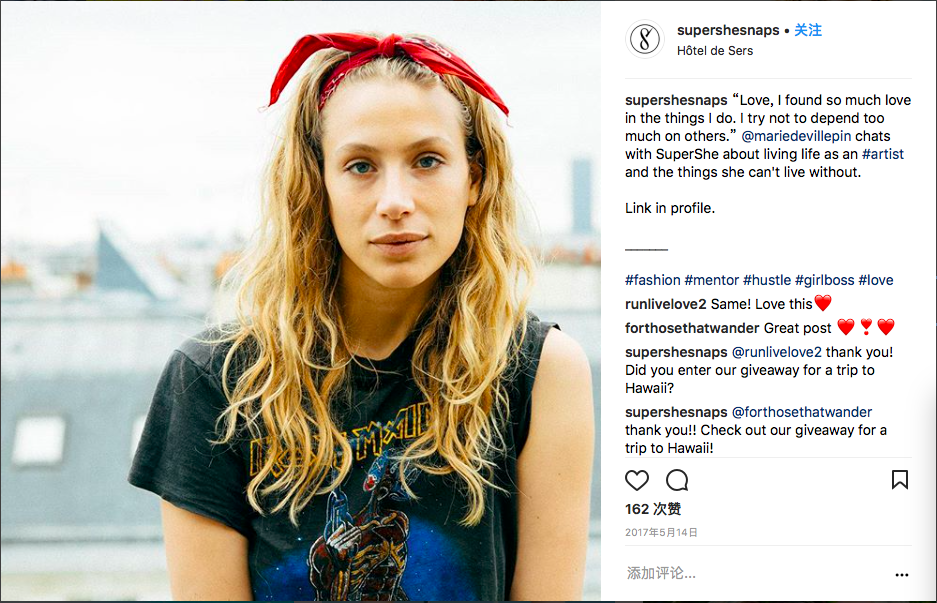 supershesnaps • 关注
Hôtel de Sers
supershesnaps “Love, I found so much love
in the things I do. I try not to depend too
much on others.” @mariedevillepin chats
with SuperShe about living life as an #artist
and the things she can't live without.
Link in profile.
#fashion #mentor #hustle #girlboss #love
runlivelove2 Same! Love this❤️
forthosethatwander Great post ❤️❣️❤️
supershesnaps @runlivelove2 thank you!
Did you enter our giveaway for a trip to
Hawaii?
supershesnaps @forthosethatwander
thank you!! Check out our giveaway for a
trip to Hawaii!
162 次赞
2017年5月14日
添加评论...